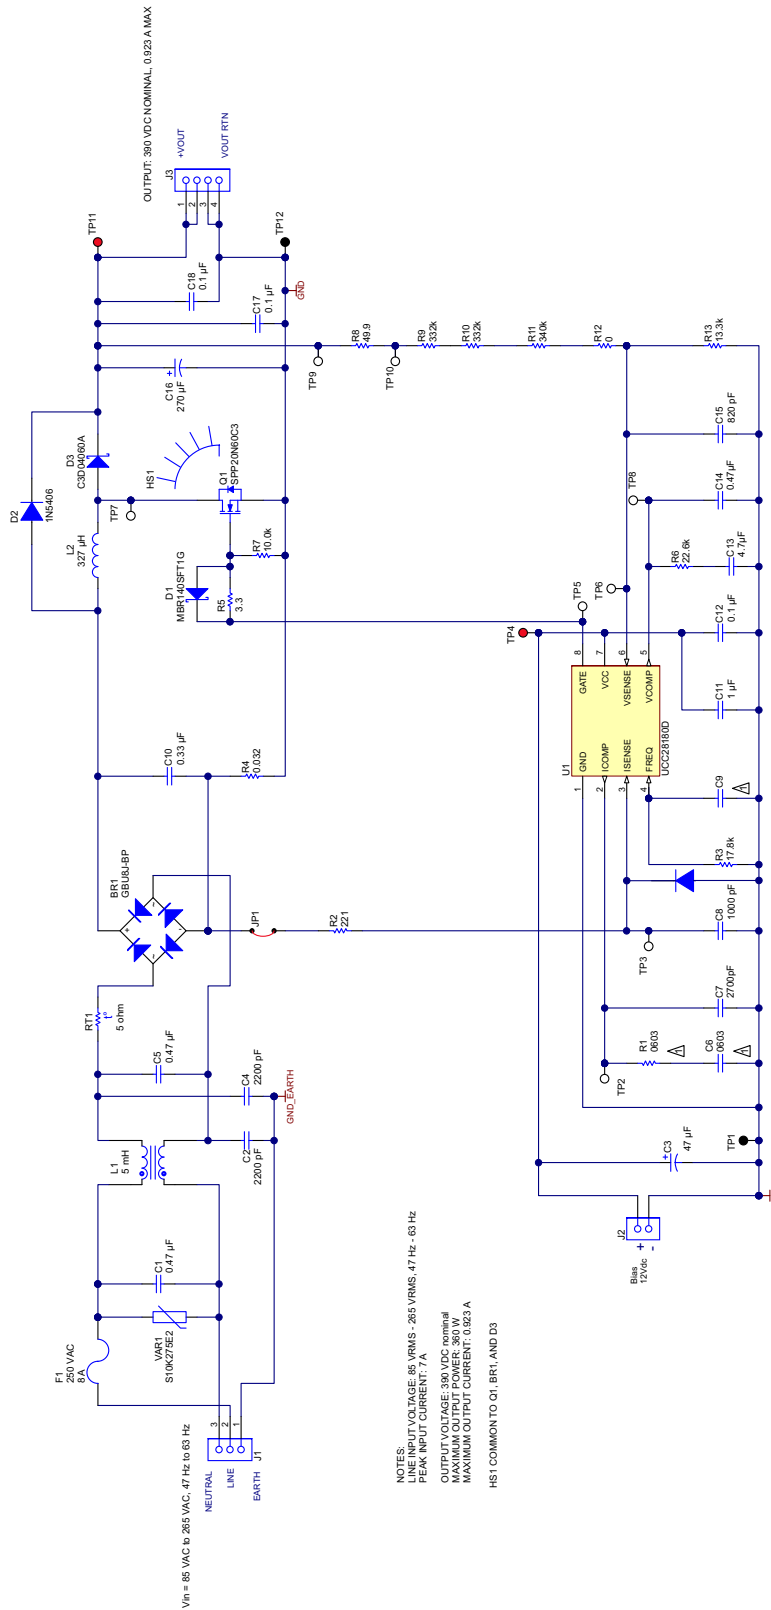 Vin = 85 VAC to 265 VAC, 47 Hz to 63 Hz
NEUTRAL
LINE
EARTH
3
2
1
J1
F1
250 VAC
8 A
VAR1
S10K275E2
C1
0.47 µF
L1
5 mH
C2
2200 pF
C4
2200 pF
GND_EARTH
C5
0.47 µF
RT1
t°
5 ohm
BR1
GBU8J-BP
+
~
~
-
JP1
R2
221
C10
0.33 µF
R4
0.032
D2
1N5406
L2
327 µH
D3
C3D04060A
TP7
HS1
Q1
SPP20N60C3
D1
MBR140SFT1G
R5
3.3
R7
10.0k
C16
270 µF
+
C17
0.1 µF
C18
0.1 µF
GND
TP11
TP12
J3
1
2
3
4
+VOUT
VOUT RTN
OUTPUT: 390 VDC NOMINAL, 0.923 A MAX
TP9
R8
49.9
TP10
R9
332k
R10
332k
R11
340k
R12
0
R13
13.3k
NOTES:
LINE INPUT VOLTAGE: 85 VRMS - 265 VRMS, 47 Hz - 63 Hz
PEAK INPUT CURRENT: 7 A
OUTPUT VOLTAGE: 390 VDC nominal
MAXIMUM OUTPUT POWER: 360 W
MAXIMUM OUTPUT CURRENT: 0.923 A
HS1 COMMON TO Q1, BR1, AND D3
Bias
12Vdc
+
-
J2
C3
47 µF
+
TP1
TP2
R1
0603
1
C6
0603
1
C7
2700pF
TP3
C8
1000 pF
R3
17.8k
C9
1
U1
1
GND
2
ICOMP
3
ISENSE
4
FREQ
8
GATE
7
VCC
6
VSENSE
5
VCOMP
UCC28180D
TP4
TP5
TP6
TP8
C11
1 µF
C12
0.1 µF
R6
22.6k
C13
4.7µF
C14
0.47µF
C15
820 pF